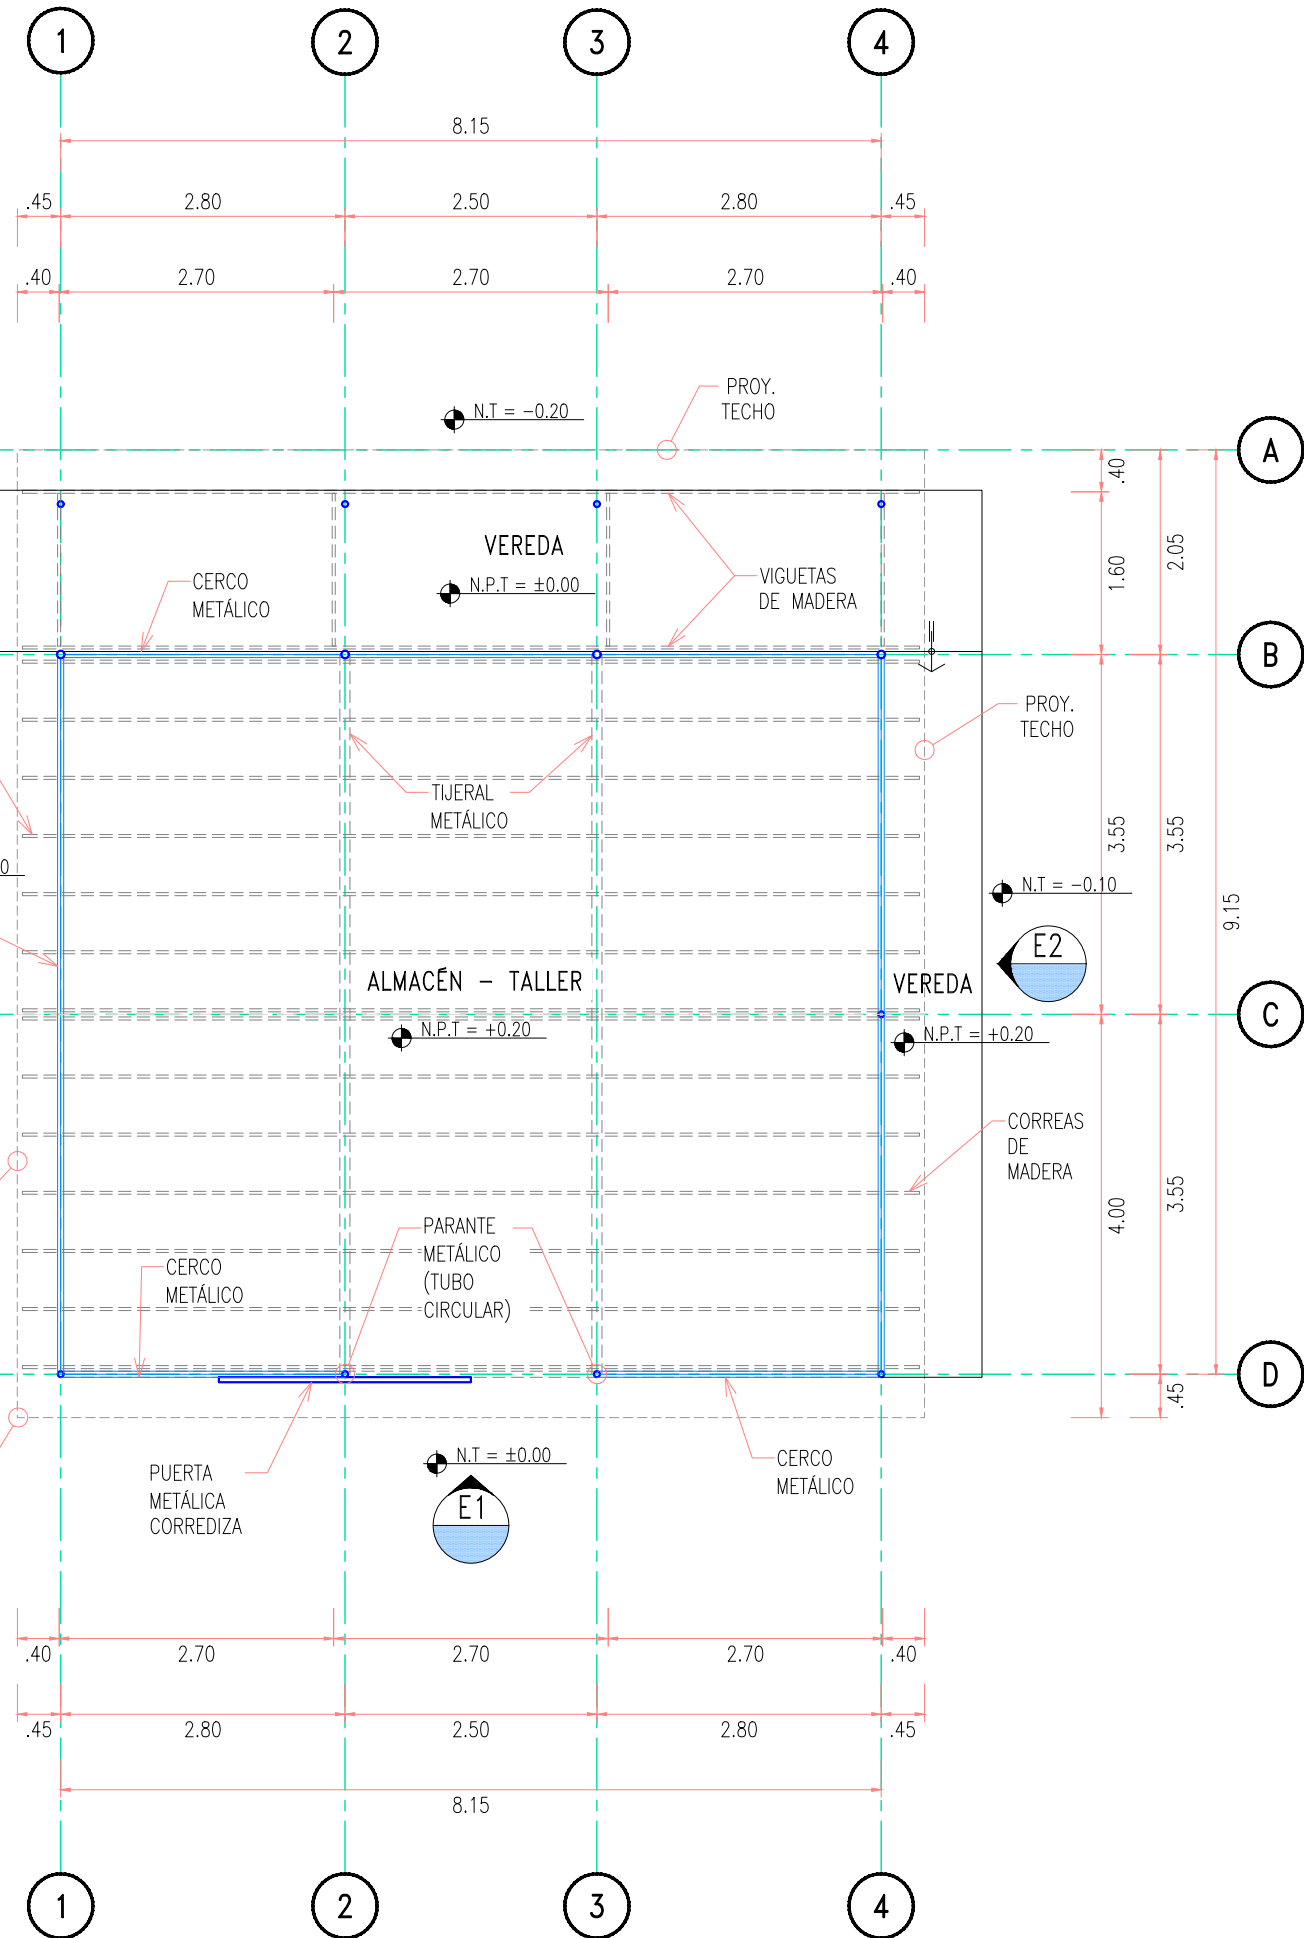 1 2 3 4
8.15
.45 2.80 2.50 2.80 .45
.40 2.70 2.70 2.70 .40
PROY.
TECHO
N.T = -0.20
A
.40
VEREDA
2.05
CERCO
METÁLICO
N.P.T = ±0.00
VIGUETAS
DE MADERA
1.60
B
PROY.
TECHO
TIJERAL
METÁLICO
3.55 3.55
0
N.T = -0.10
9.15
E2
ALMACÉN - TALLER
VEREDA
N.P.T = +0.20
N.P.T = +0.20
C
CORREAS
DE
MADERA
4.00 3.55
PARANTE
METÁLICO
(TUBO
CIRCULAR)
CERCO
METÁLICO
D
.45
N.T = ±0.00
PUERTA
METÁLICA
CORREDIZA
E1
CERCO
METÁLICO
.40 2.70 2.70 2.70 .40
.45 2.80 2.50 2.80 .45
8.15
1 2 3 4